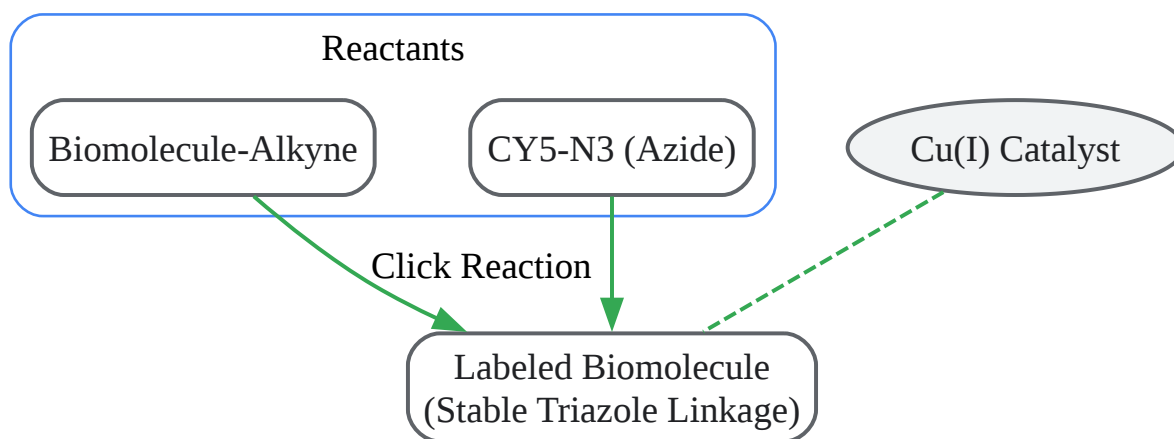 Reactants
Biomolecule-Alkyne
CY5-N3 (Azide)
Cu(I) Catalyst
Click Reaction
Labeled Biomolecule
(Stable Triazole Linkage)